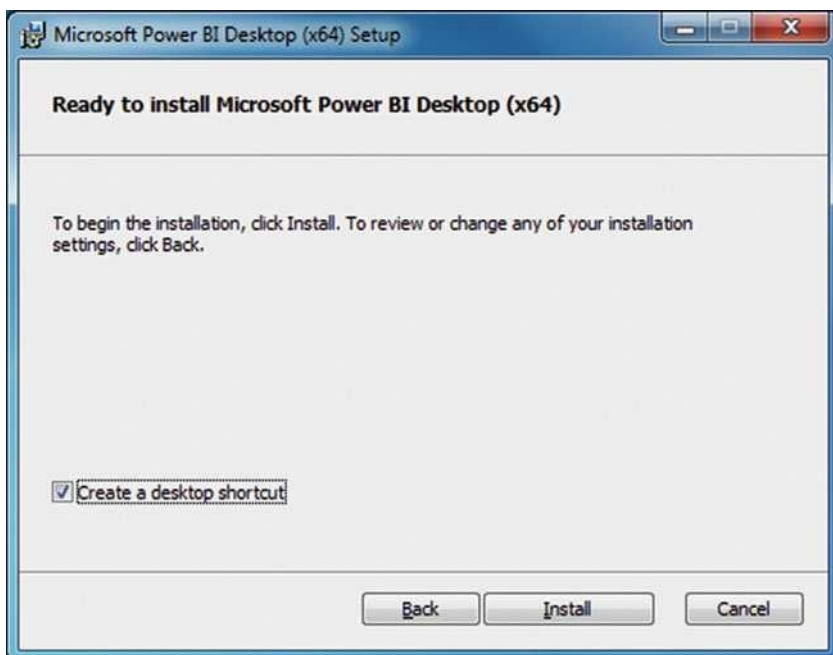 Microsoft Power BI Desktop (x64) Setup
Ready to install Microsoft Power BI Desktop (x64)
To begin the installation, click Install. To review or change any of your installation
settings, click Back.
Create a desktop shortcut
Back
Install
Cancel